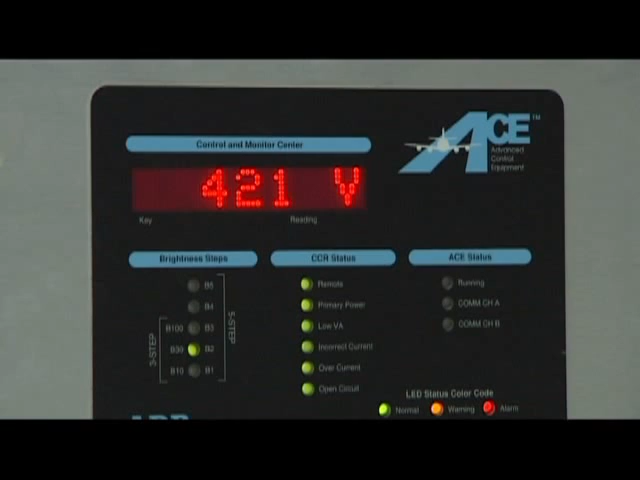 ACE™
Advanced
Control
Equipment
Control and Monitor Center
421 V
Key Reading
Brightness Steps
B5
B4
B100 B3
B30 B2
B10 B1
3-STEP
5-STEP
CCR Status
Remote
Primary Power
Low VA
Incorrect Current
Over Current
Open Circuit
ACE Status
Running
COMM CH A
COMM CH B
LED Status Color Code
Normal Warning Alarm